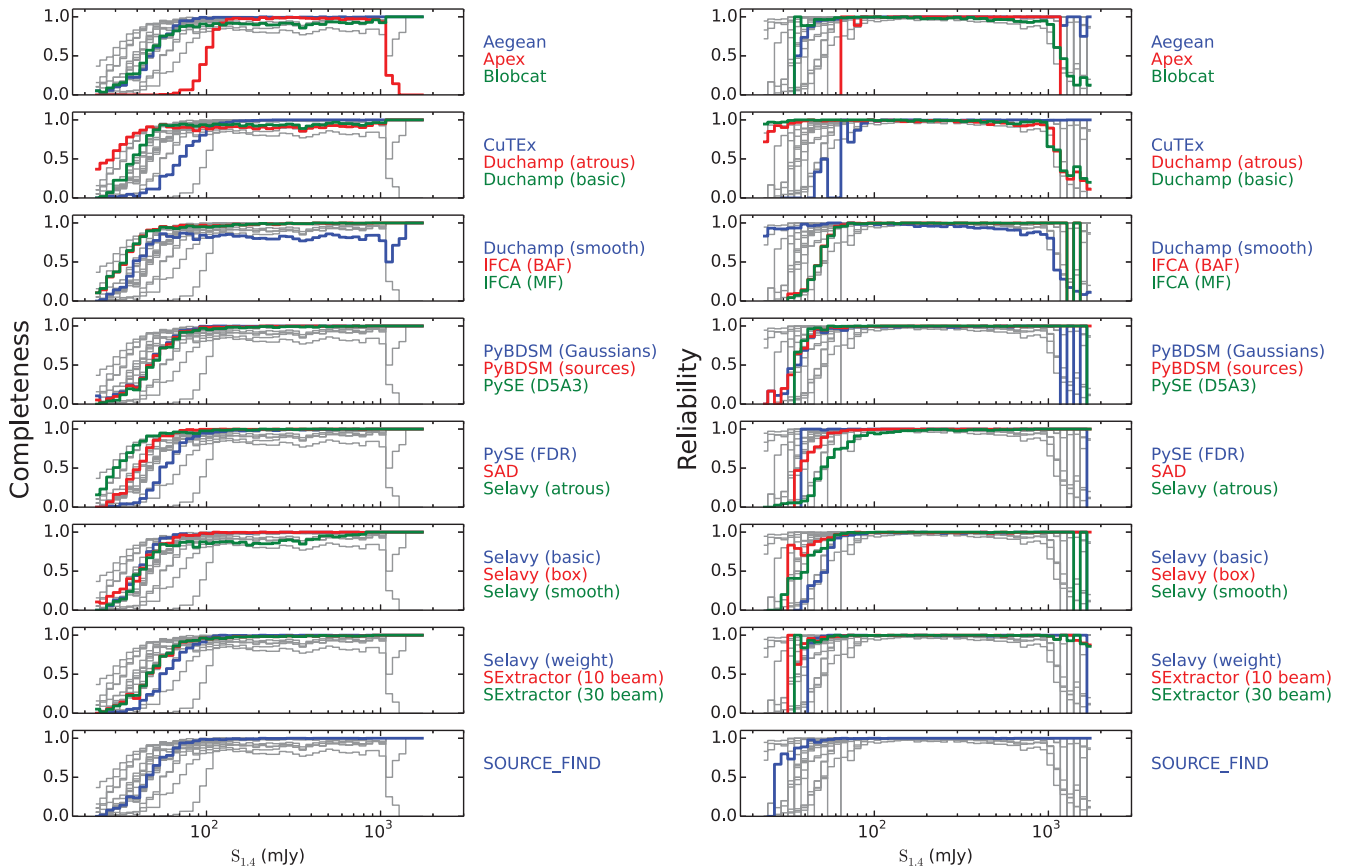 Completeness
1.0
0.5
0.0
Aegean
Apex
Blobcat
1.0
0.5
0.0
CuTEx
Duchamp (atrous)
Duchamp (basic)
1.0
0.5
0.0
Duchamp (smooth)
IFCA (BAF)
IFCA (MF)
1.0
0.5
0.0
PyBDSM (Gaussians)
PyBDSM (sources)
PySE (D5A3)
1.0
0.5
0.0
PySE (FDR)
SAD
Selavy (atrous)
1.0
0.5
0.0
Selavy (basic)
Selavy (box)
Selavy (smooth)
1.0
0.5
0.0
Selavy (weight)
SExtractor (10 beam)
SExtractor (30 beam)
1.0
0.5
0.0
SOURCE_FIND
10²
10³
S1.4 (mJy)
Reliability
1.0
0.5
0.0
Aegean
Apex
Blobcat
1.0
0.5
0.0
CuTEx
Duchamp (atrous)
Duchamp (basic)
1.0
0.5
0.0
Duchamp (smooth)
IFCA (BAF)
IFCA (MF)
1.0
0.5
0.0
PyBDSM (Gaussians)
PyBDSM (sources)
PySE (D5A3)
1.0
0.5
0.0
PySE (FDR)
SAD
Selavy (atrous)
1.0
0.5
0.0
Selavy (basic)
Selavy (box)
Selavy (smooth)
1.0
0.5
0.0
Selavy (weight)
SExtractor (10 beam)
SExtractor (30 beam)
1.0
0.5
0.0
SOURCE_FIND
10²
10³
S1.4 (mJy)